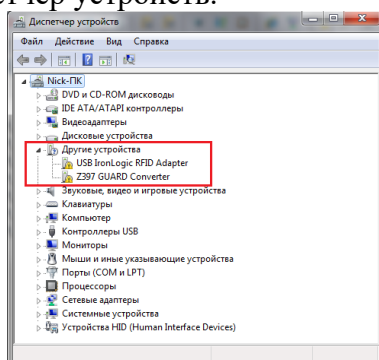 тчер устройств.
Диспетчер устройств
Файл Действие Вид Справка
Nick-ПК
DVD и CD-ROM дисководы
IDE ATA/ATAPI контроллеры
Видеоадаптеры
Дисковые устройства
Другие устройства
USB IronLogic RFID Adapter
Z397 GUARD Converter
Звуковые, видео и игровые устройства
Клавиатуры
Компьютер
Контроллеры USB
Мониторы
Мыши и иные указывающие устройства
Порты (COM и LPT)
Процессоры
Сетевые адаптеры
Системные устройства
Устройства HID (Human Interface Devices)